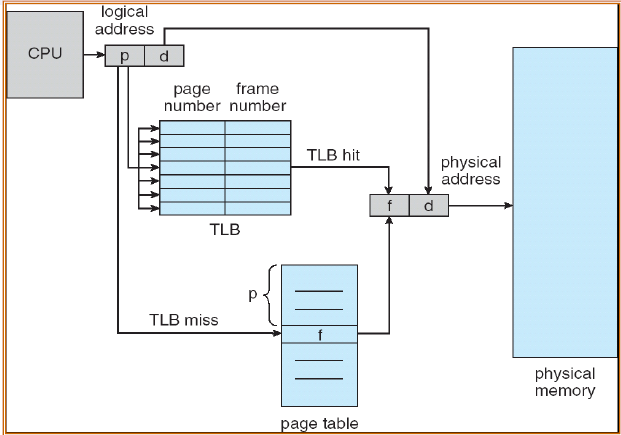 logical
address
CPU
p d
page
number
frame
number
TLB hit
physical
address
f d
TLB
p
TLB miss
f
physical
memory
page table